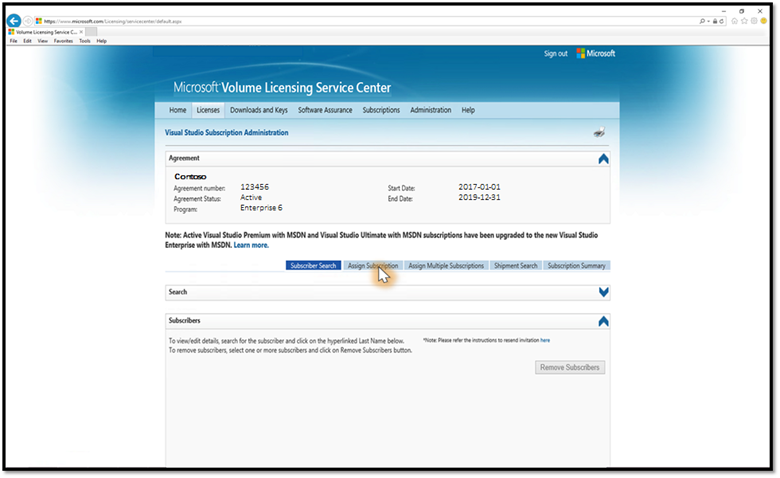 https://www.microsoft.com/Licensing/servicecenter/default.aspx
Volume Licensing Service C...
File Edit View Favorites Tools Help
Sign out Microsoft
Microsoft Volume Licensing Service Center
Home Licenses Downloads and Keys Software Assurance Subscriptions Administration Help
Visual Studio Subscription Administration
Agreement
Contoso
Agreement number: 123456 Start Date: 2017-01-01
Agreement Status: Active End Date: 2019-12-31
Program: Enterprise 6
Note: Active Visual Studio Premium with MSDN and Visual Studio Ultimate with MSDN subscriptions have been upgraded to the new Visual Studio
Enterprise with MSDN. Learn more.
Subscriber Search Assign Subscription Assign Multiple Subscriptions Shipment Search Subscription Summary
Search
Subscribers
To view/edit details, search for the subscriber and click on the hyperlinked Last Name below. *Note: Please refer the instructions to resend invitation here
To remove subscribers, select one or more subscribers and click on Remove Subscribers button.
Remove Subscribers